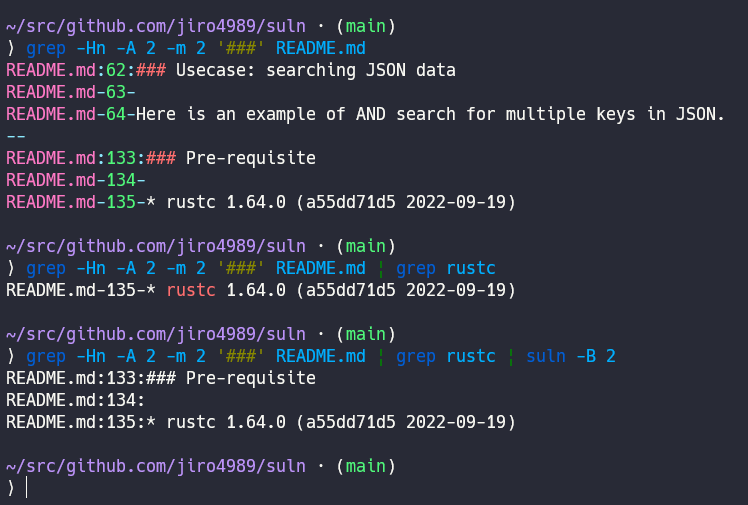 ~/src/github.com/jiro4989/suln · (main)
⟩ grep -Hn -A 2 -m 2 '###' README.md
README.md:62:### Usecase: searching JSON data
README.md-63-
README.md-64-Here is an example of AND search for multiple keys in JSON.
--
README.md:133:### Pre-requisite
README.md-134-
README.md-135-* rustc 1.64.0 (a55dd71d5 2022-09-19)
~/src/github.com/jiro4989/suln · (main)
⟩ grep -Hn -A 2 -m 2 '###' README.md | grep rustc
README.md-135-* rustc 1.64.0 (a55dd71d5 2022-09-19)
~/src/github.com/jiro4989/suln · (main)
⟩ grep -Hn -A 2 -m 2 '###' README.md | grep rustc | suln -B 2
README.md:133:### Pre-requisite
README.md:134:
README.md:135:* rustc 1.64.0 (a55dd71d5 2022-09-19)
~/src/github.com/jiro4989/suln · (main)
⟩